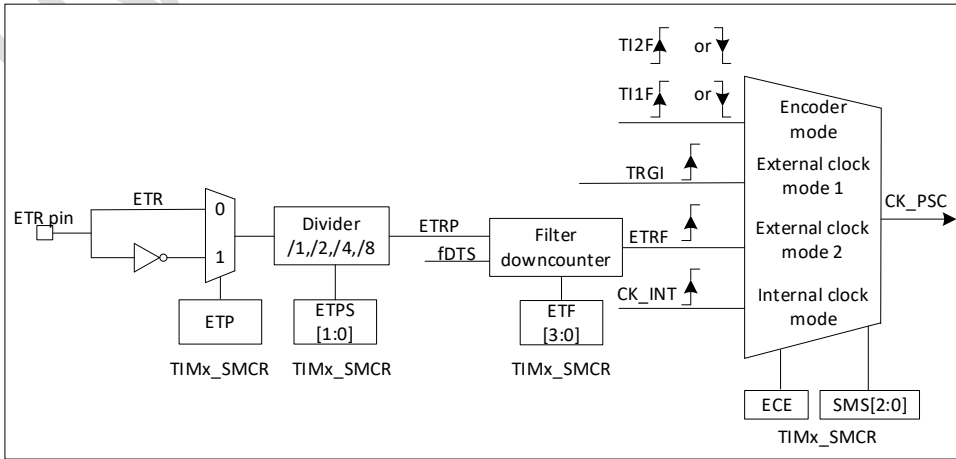 TI2F or
TI1F or
Encoder
mode
TRGI
External clock
mode 1
CK_PSC
ETR pin
ETR
0
1
Divider
/1,/2,/4,/8
ETRP
fDTS
Filter
downcounter
ETRF
External clock
mode 2
CK_INT
Internal clock
mode
ETP
ETPS
[1:0]
ETF
[3:0]
TIMx_SMCR
TIMx_SMCR
TIMx_SMCR
ECE
SMS[2:0]
TIMx_SMCR